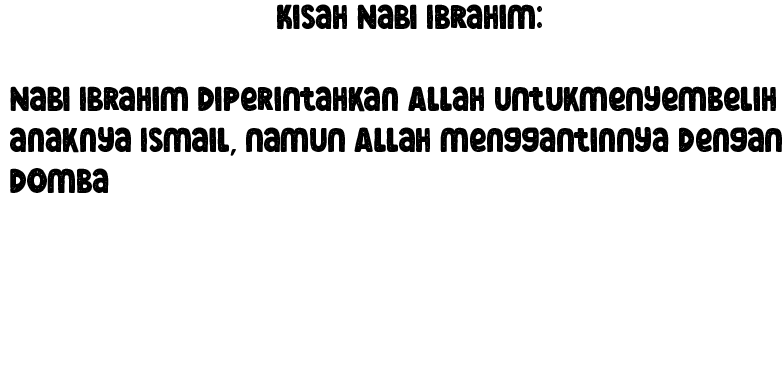 Kisah Nabi Ibrahim:
Nabi Ibrahim diperintahkan Allah untukmenyembelih
anaknya Ismail, namun Allah menggantinnya dengan
domba